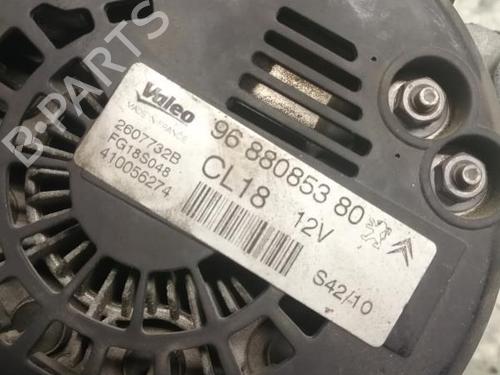 B-PARTS
Valeo
MADE IN FRANCE
2607732B
FG18S048
410056274
96 880853 80
CL18
12V
S42/10